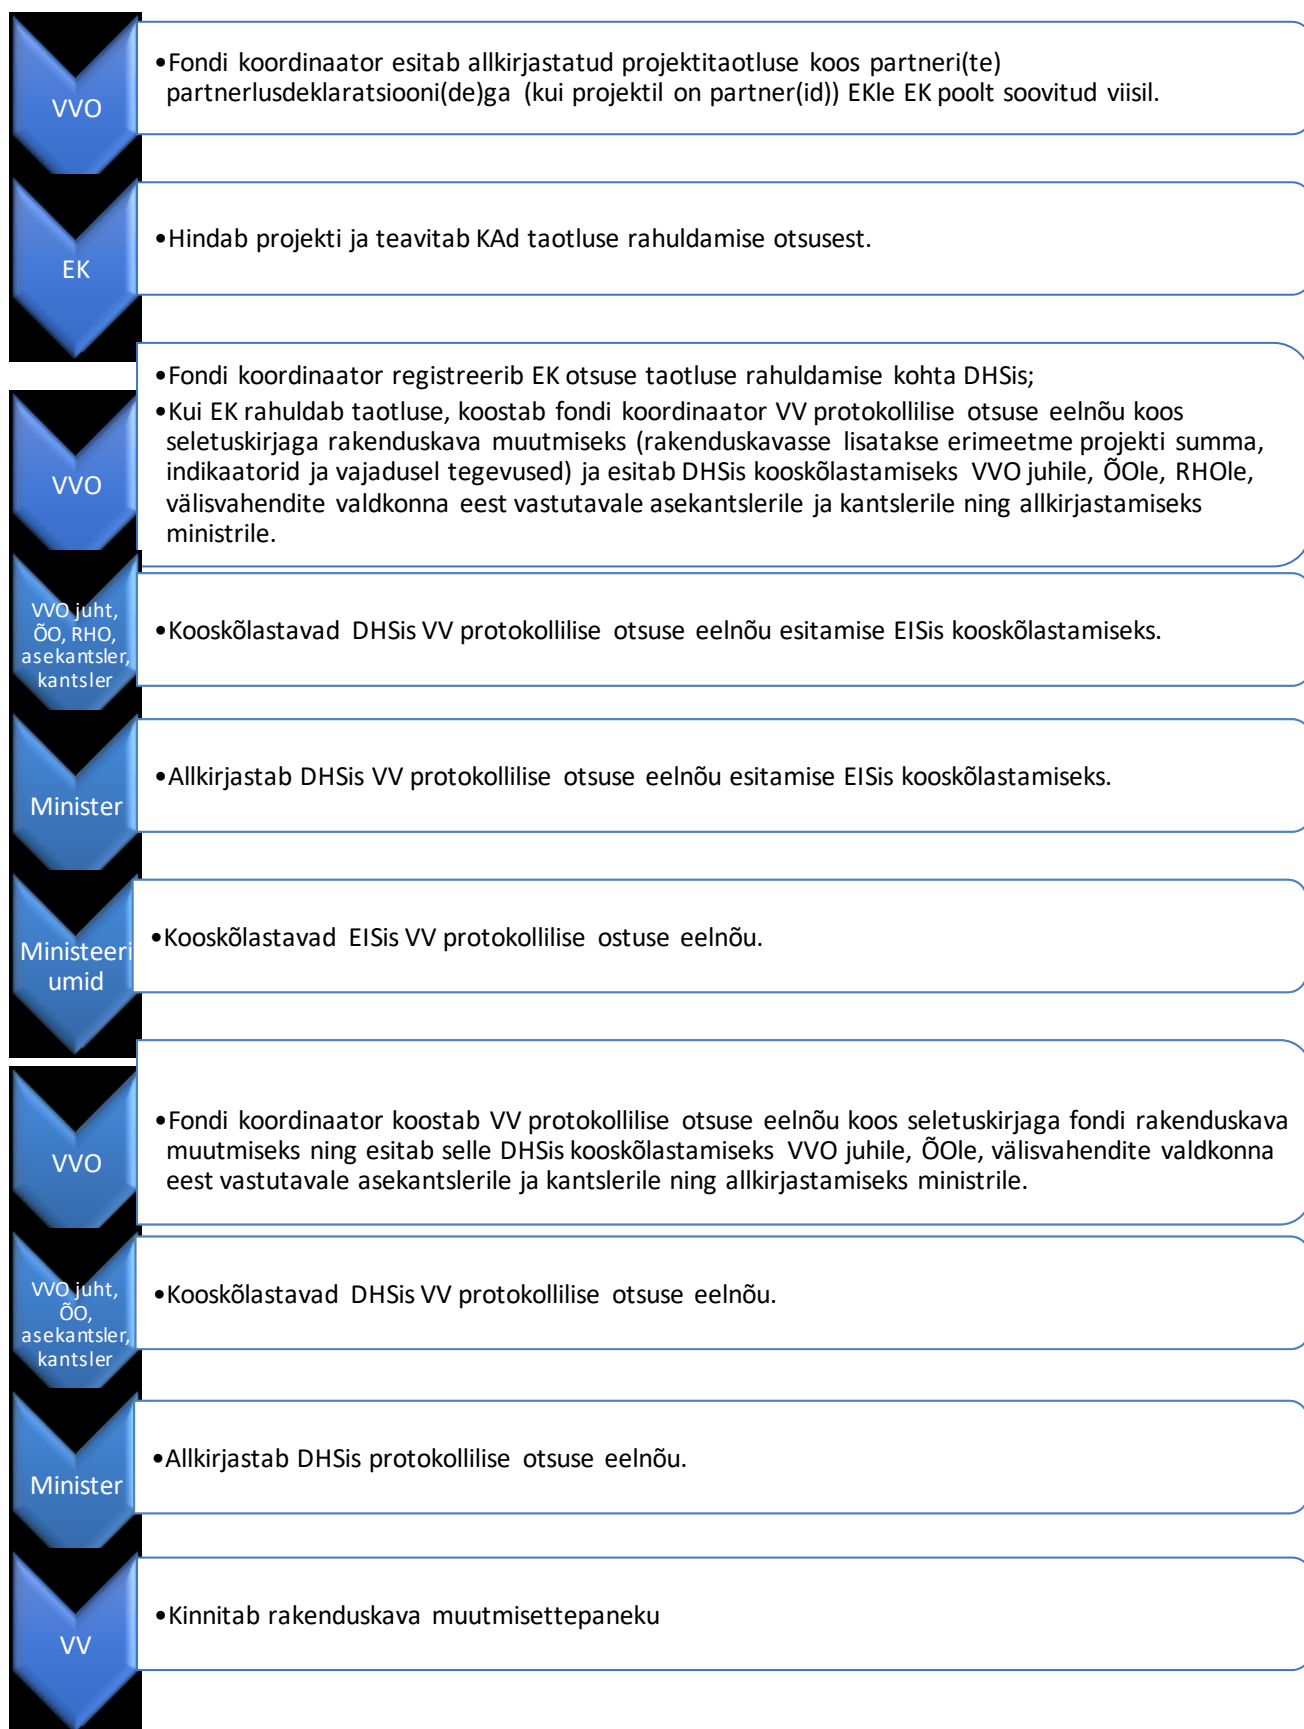 VVO
•Fondi koordinaator esitab allkirjastatud projektitaotluse koos partneri(te)
partnerlusdeklaratsiooni(de)ga (kui projektil on partner(id)) EKle EK poolt soovitud viisil.
EK
•Hindab projekti ja teavitab KAd taotluse rahuldamise otsusest.
VVO
•Fondi koordinaator registreerib EK otsuse taotluse rahuldamise kohta DHSis;
•Kui EK rahuldab taotluse, koostab fondi koordinaator VV protokollilise otsuse eelnõu koos
seletuskirjaga rakenduskava muutmiseks (rakenduskavasse lisatakse erimeetme projekti summa,
indikaatorid ja vajadusel tegevused) ja esitab DHSis kooskõlastamiseks VVO juhile, ÕOle, RHOle,
välisvahendite valdkonna eest vastutavale asekantslerile ja kantslerile ning allkirjastamiseks
ministrile.
VVO juht,
ÕO, RHO,
asekantsler,
kantsler
•Kooskõlastavad DHSis VV protokollilise otsuse eelnõu esitamise EISis kooskõlastamiseks.
Minister
•Allkirjastab DHSis VV protokollilise otsuse eelnõu esitamise EISis kooskõlastamiseks.
Ministeeri
umid
•Kooskõlastavad EISis VV protokollilise ostuse eelnõu.
VVO
•Fondi koordinaator koostab VV protokollilise otsuse eelnõu koos seletuskirjaga fondi rakenduskava
muutmiseks ning esitab selle DHSis kooskõlastamiseks VVO juhile, ÕOle, välisvahendite valdkonna
eest vastutavale asekantslerile ja kantslerile ning allkirjastamiseks ministrile.
VVO juht,
ÕO,
asekantsler,
kantsler
•Kooskõlastavad DHSis VV protokollilise otsuse eelnõu.
Minister
•Allkirjastab DHSis protokollilise otsuse eelnõu.
VV
•Kinnitab rakenduskava muutmisettepaneku